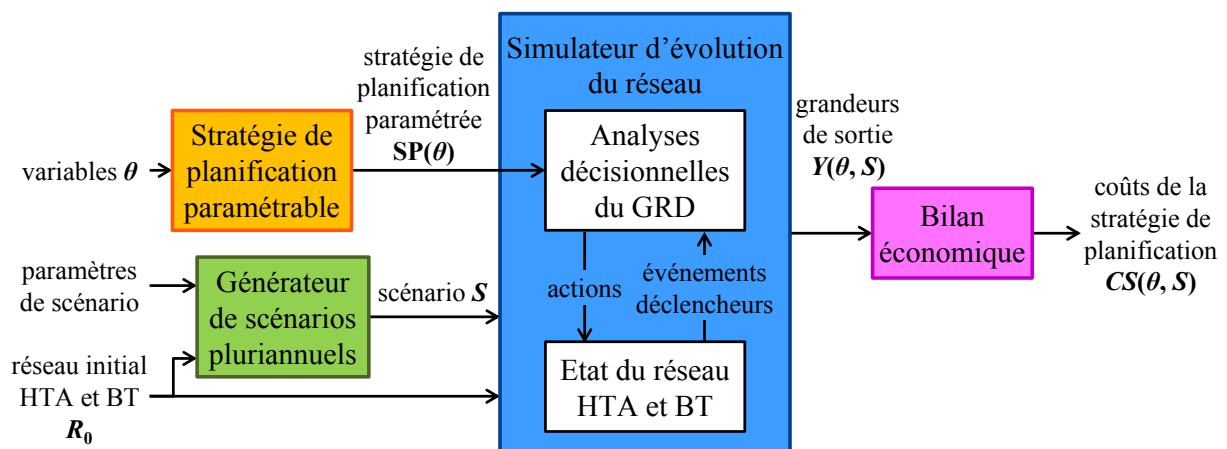 variables θ
Stratégie de
planification
paramétrable
stratégie de
planification
paramétrée
SP(θ)
paramètres
de scénario
réseau initial
HTA et BT
R0
Générateur
de scénarios
pluriannuels
scénario S
Simulateur d'évolution
du réseau
Analyses
décisionnelles
du GRD
actions
événements
déclencheurs
Etat du réseau
HTA et BT
grandeurs
de sortie
Y(θ, S)
Bilan
économique
coûts de la
stratégie de
planification
CS(θ, S)